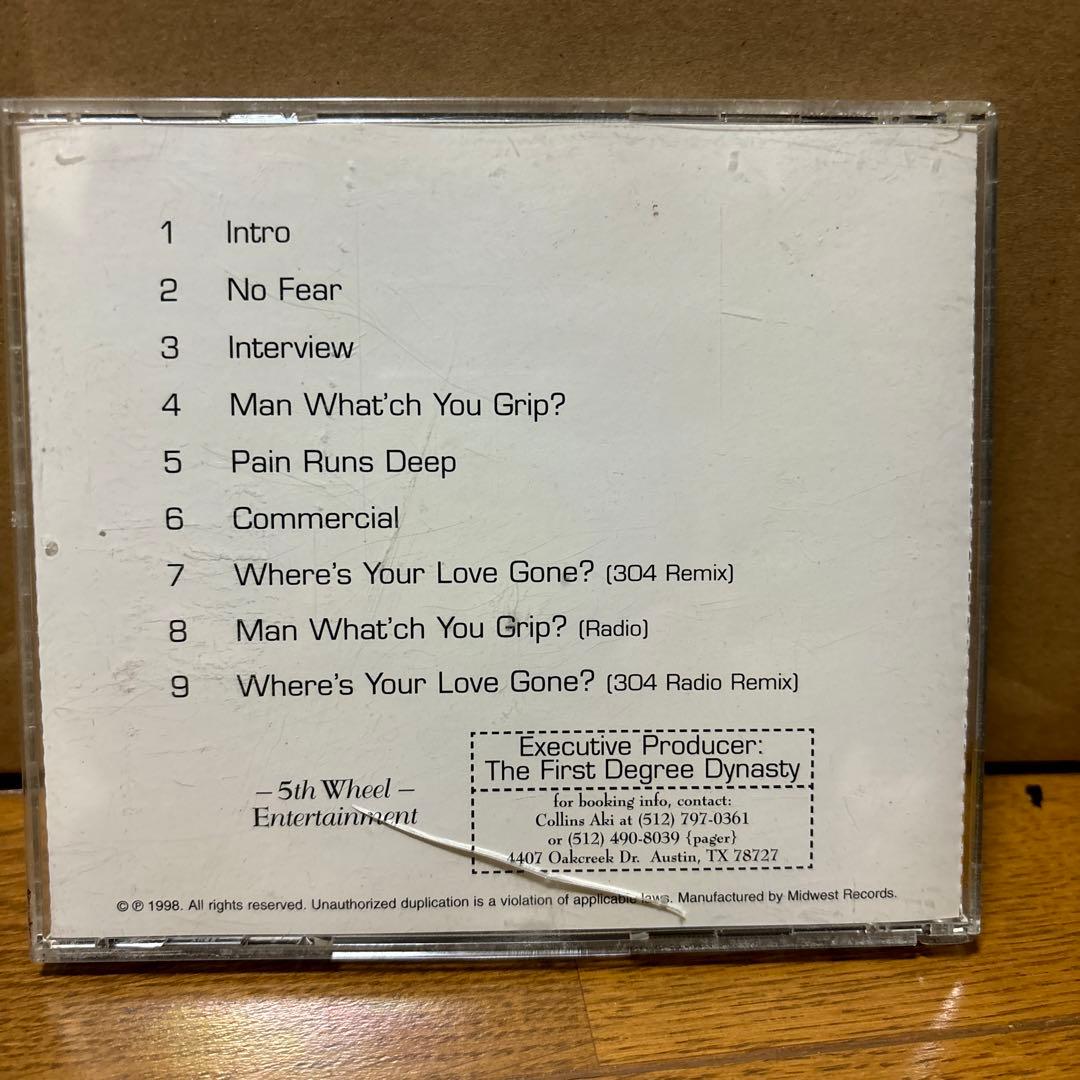 1 Intro
2 No Fear
3 Interview
4 Man What'ch You Grip?
5 Pain Runs Deep
6 Commercial
7 Where's Your Love Gone? (304 Remix)
8 Man What'ch You Grip? (Radio)
9 Where's Your Love Gone? (304 Radio Remix)
– 5th Wheel –
Entertainment
Executive Producer:
The First Degree Dynasty
for booking info, contact:
Collins Aki at (512) 797-0361
or (512) 490-8039 {pager}
4407 Oakcreek Dr. Austin, TX 78727
© ℗ 1998. All rights reserved. Unauthorized duplication is a violation of applicable laws. Manufactured by Midwest Records.